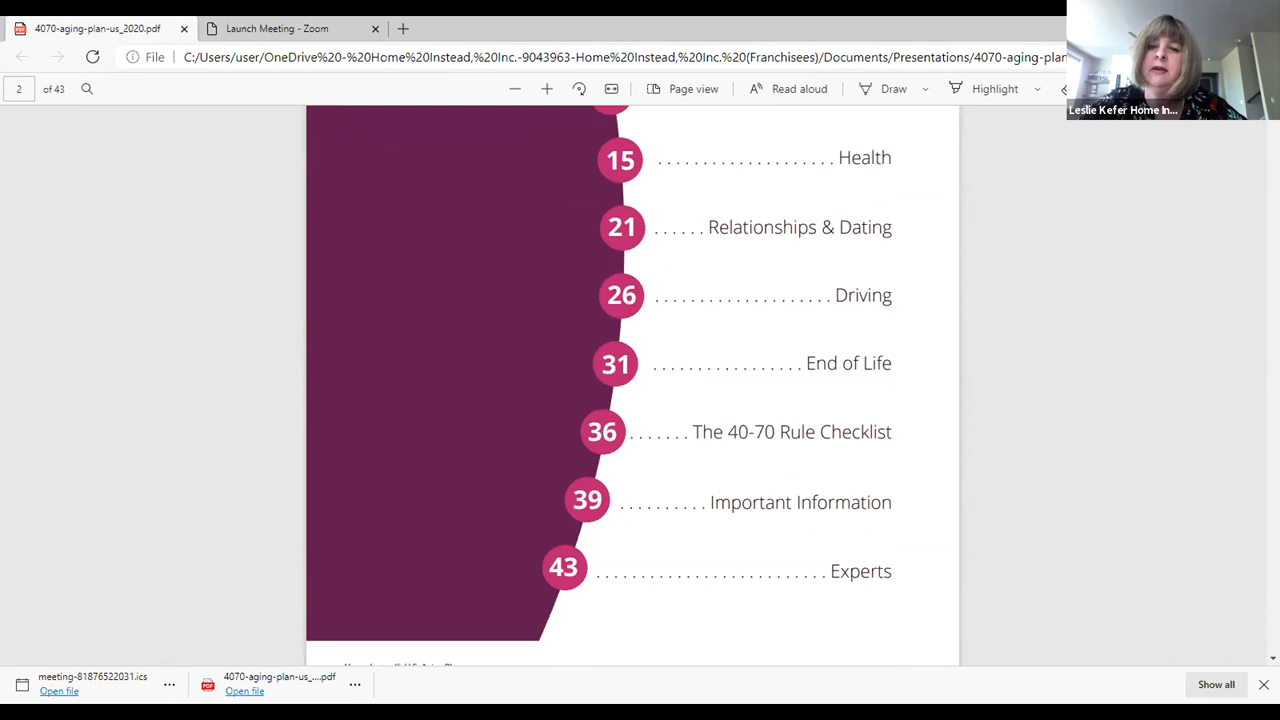 4070-aging-plan-us_2020.pdf
Launch Meeting - Zoom
File
C:/Users/user/OneDrive%20-%20Home%20Instead,%20Inc.-9043963-Home%20Instead,%20Inc.%20(Franchisees)/Documents/Presentations/4070-aging-plan
2
of 43
Page view
Read aloud
Draw
Highlight
Leslie Kefer Home In...
15 . . . . . . . . . . . . . . . . . . . . Health
21 . . . . . . Relationships & Dating
26 . . . . . . . . . . . . . . . . . . . . Driving
31 . . . . . . . . . . . . . . . . . End of Life
36 . . . . . . . The 40-70 Rule Checklist
39 . . . . . . . . . . Important Information
43 . . . . . . . . . . . . . . . . . . . . . . . . . . Experts
meeting-81876522031.ics
Open file
4070-aging-plan-us_....pdf
Open file
Show all